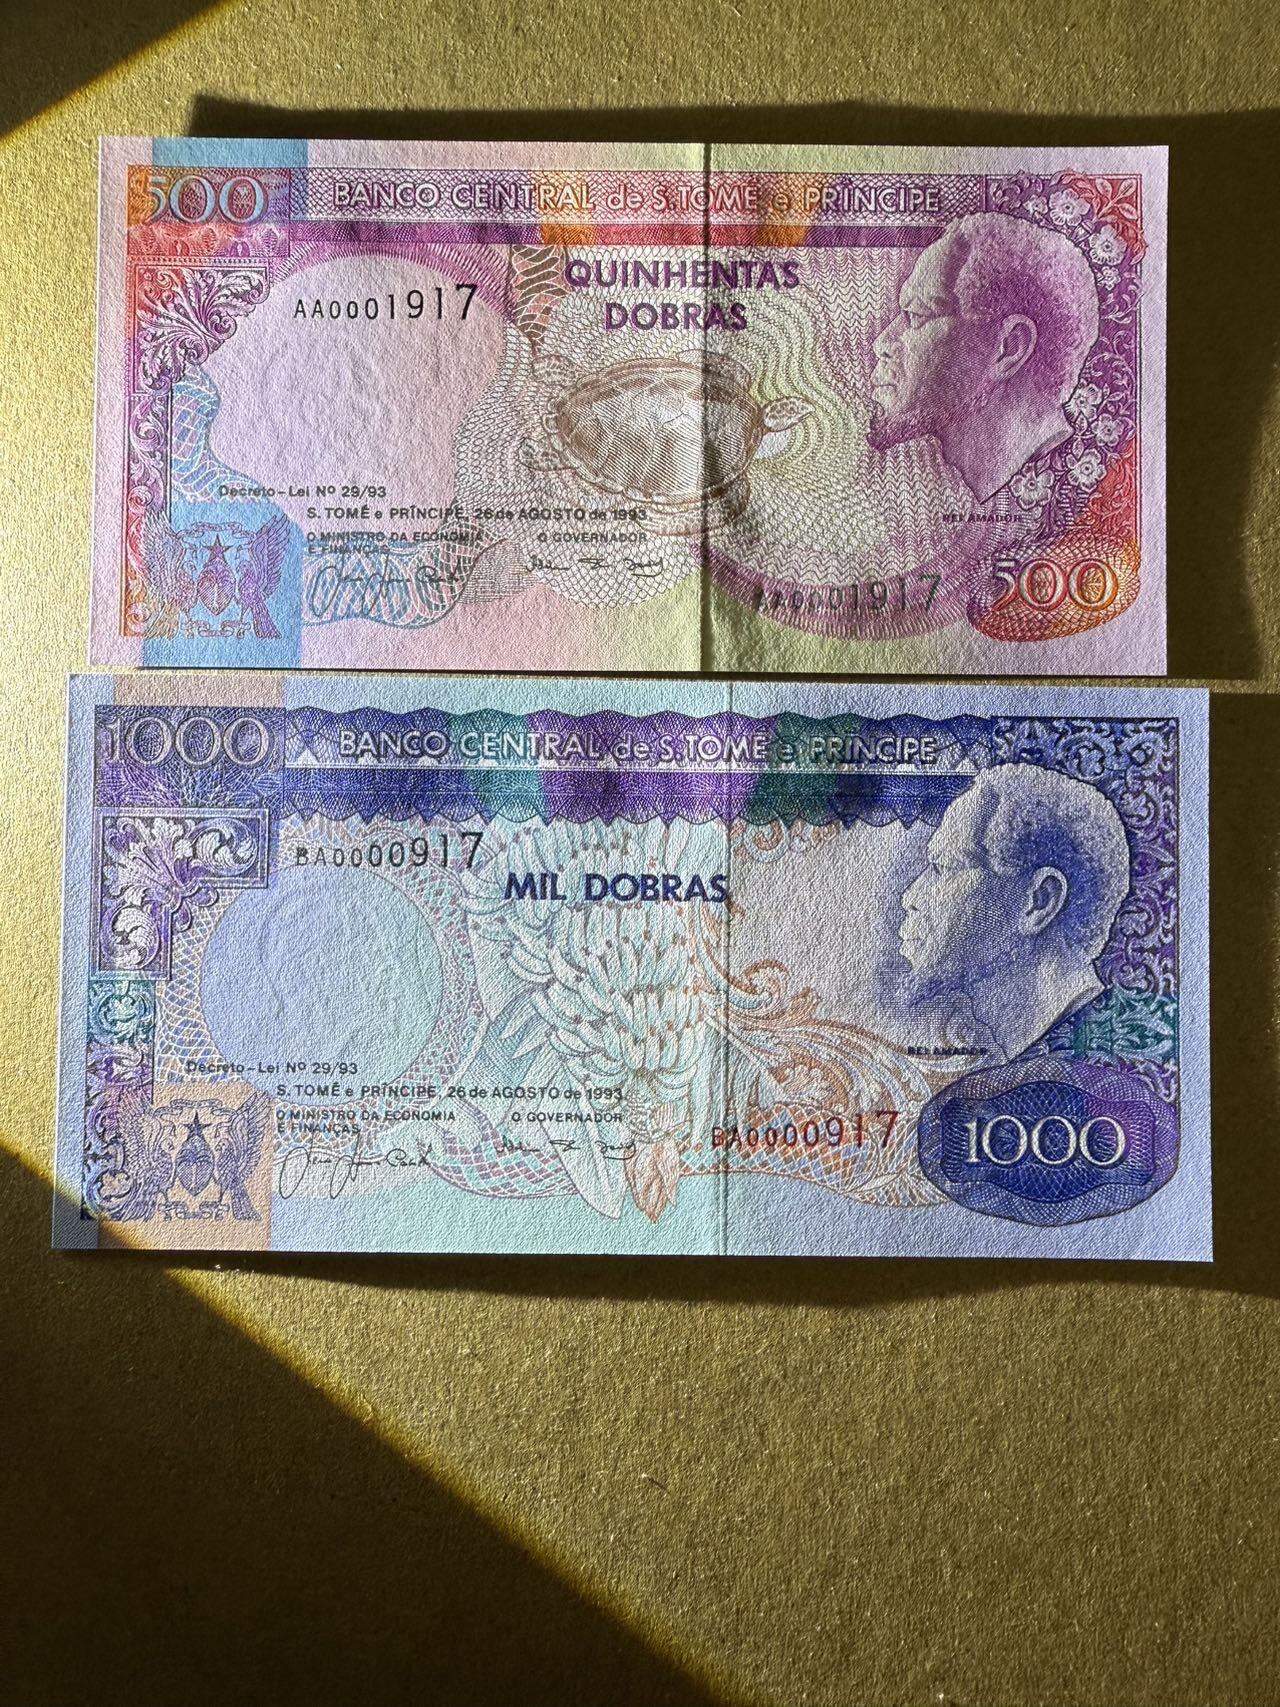 500
BANCO CENTRAL de S.TOMÉ e PRÍNCIPE
QUINHENTAS
DOBRAS
AA0001917
Decreto-Lei Nº 29/93
S. TOMÉ e PRÍNCIPE, 26 de AGOSTO de 1993
O MINISTRO DA ECONOMIA
E FINANÇAS
O GOVERNADOR
REI AMADOR
AA0001917
500
1000
BANCO CENTRAL de S.TOMÉ e PRÍNCIPE
BA0000917
MIL DOBRAS
Decreto-Lei Nº 29/93
S. TOMÉ e PRÍNCIPE, 26 de AGOSTO de 1993
O MINISTRO DA ECONOMIA
E FINANÇAS
O GOVERNADOR
REI AMADOR
BA0000917
1000